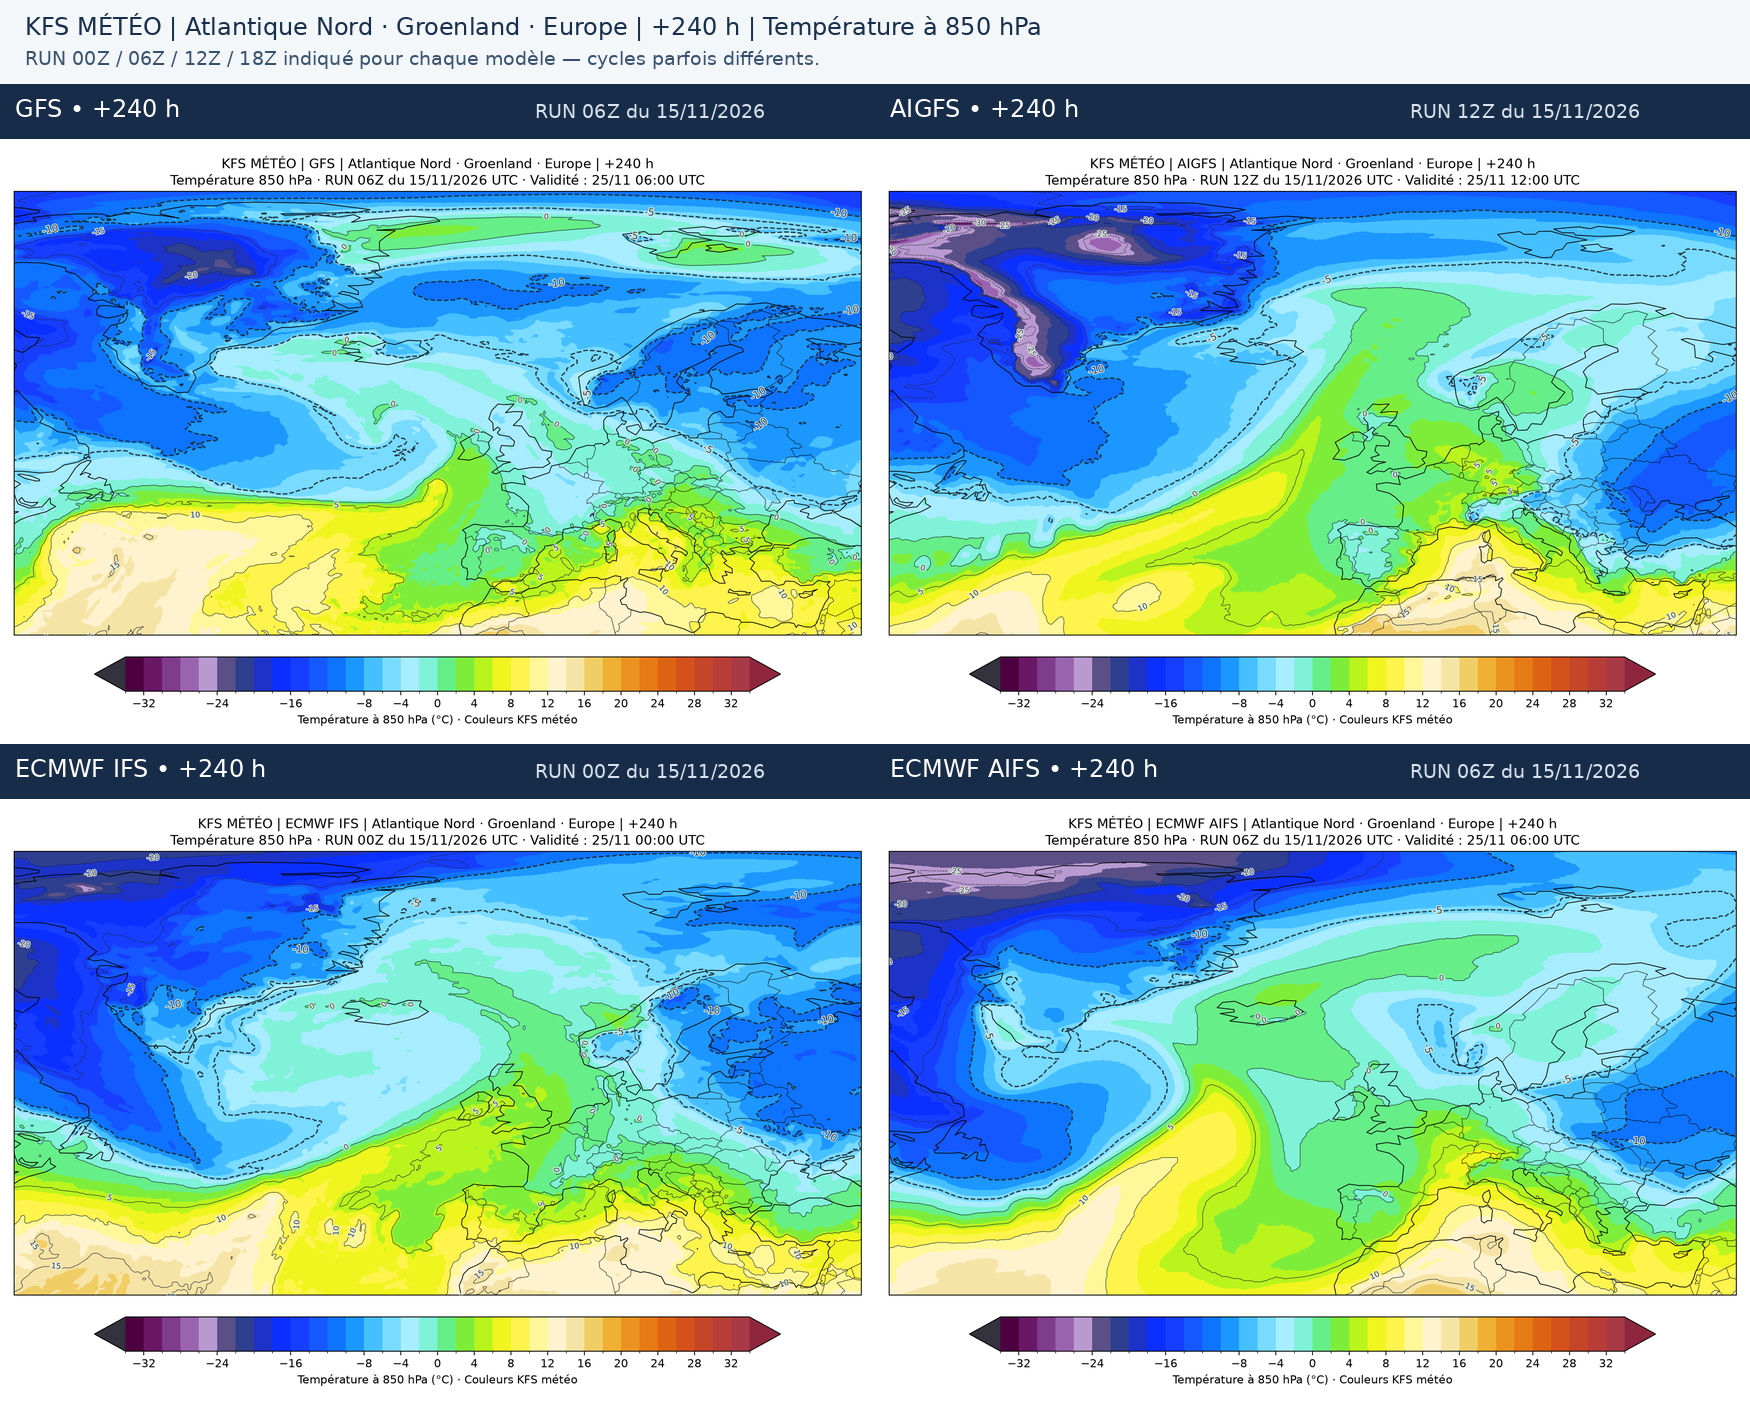 KFS MÉTÉO | Atlantique Nord · Groenland · Europe | +240 h | Température à 850 hPa
RUN 00Z / 06Z / 12Z / 18Z indiqué pour chaque modèle — cycles parfois différents.
GFS • +240 h
RUN 06Z du 15/11/2026
AIGFS • +240 h
RUN 12Z du 15/11/2026
KFS MÉTÉO | GFS | Atlantique Nord · Groenland · Europe | +240 h
Température 850 hPa · RUN 06Z du 15/11/2026 UTC · Validité : 25/11 06:00 UTC
KFS MÉTÉO | AIGFS | Atlantique Nord · Groenland · Europe | +240 h
Température 850 hPa · RUN 12Z du 15/11/2026 UTC · Validité : 25/11 12:00 UTC
−32 −24 −16 −8 −4 0 4 8 12 16 20 24 28 32
Température à 850 hPa (°C) · Couleurs KFS météo
−32 −24 −16 −8 −4 0 4 8 12 16 20 24 28 32
Température à 850 hPa (°C) · Couleurs KFS météo
ECMWF IFS • +240 h
RUN 00Z du 15/11/2026
ECMWF AIFS • +240 h
RUN 06Z du 15/11/2026
KFS MÉTÉO | ECMWF IFS | Atlantique Nord · Groenland · Europe | +240 h
Température 850 hPa · RUN 00Z du 15/11/2026 UTC · Validité : 25/11 00:00 UTC
KFS MÉTÉO | ECMWF AIFS | Atlantique Nord · Groenland · Europe | +240 h
Température 850 hPa · RUN 06Z du 15/11/2026 UTC · Validité : 25/11 06:00 UTC
−32 −24 −16 −8 −4 0 4 8 12 16 20 24 28 32
Température à 850 hPa (°C) · Couleurs KFS météo
−32 −24 −16 −8 −4 0 4 8 12 16 20 24 28 32
Température à 850 hPa (°C) · Couleurs KFS météo